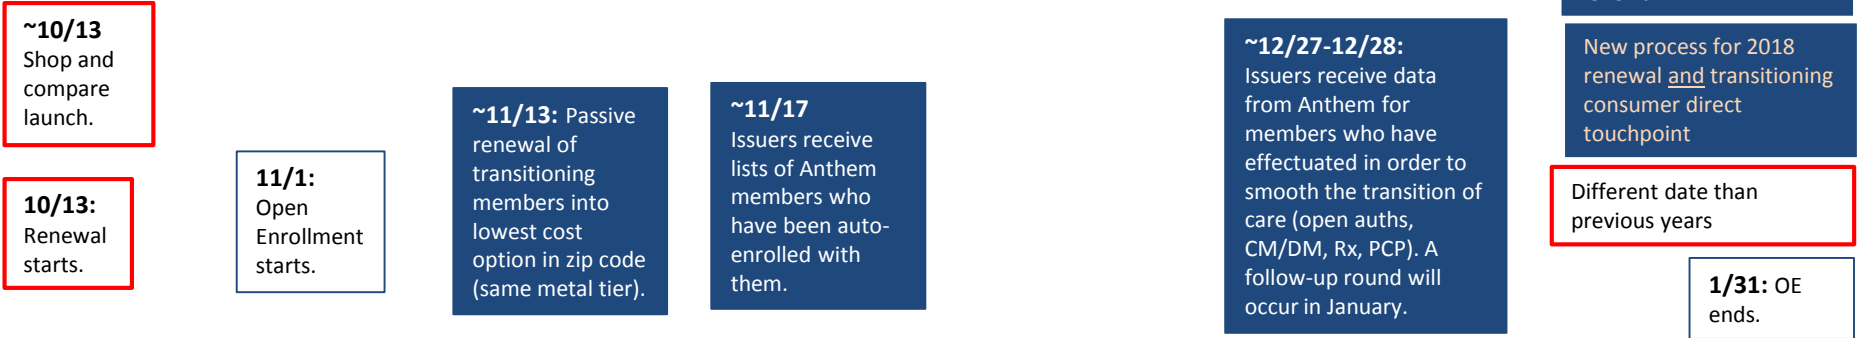 ~10/13
Shop and
compare
launch.
10/13:
Renewal
starts.
11/1:
Open
Enrollment
starts.
~11/13: Passive
renewal of
transitioning
members into
lowest cost
option in zip code
(same metal tier).
~11/17
Issuers receive
lists of Anthem
members who
have been auto-
enrolled with
them.
~12/27-12/28:
Issuers receive data
from Anthem for
members who have
effectuated in order to
smooth the transition of
care (open auths,
CM/DM, Rx, PCP). A
follow-up round will
occur in January.
New process for 2018
renewal and transitioning
consumer direct
touchpoint
Different date than
previous years
1/31: OE
ends.